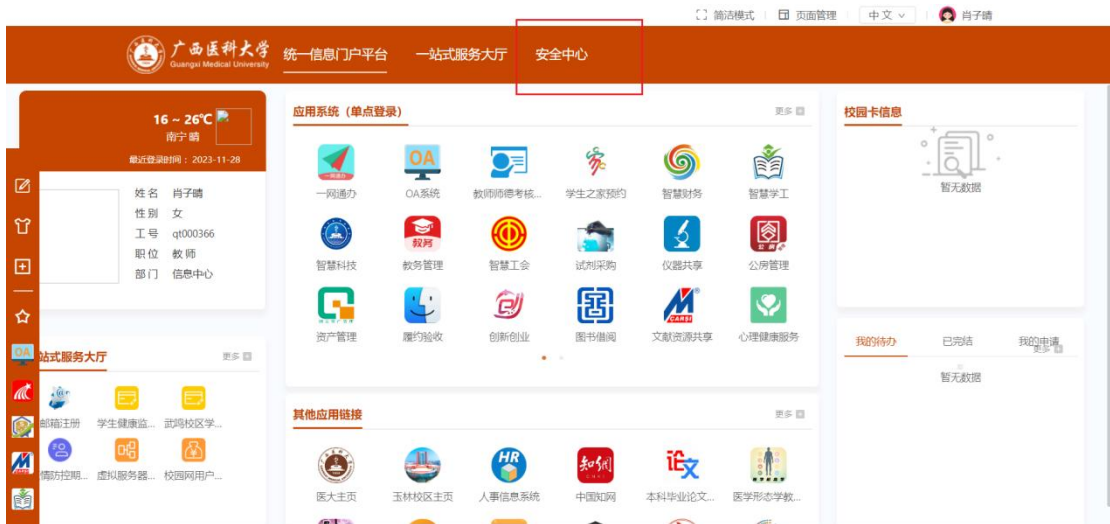 简洁模式 页面管理 中文 肖子晴
广西医科大学
Guangxi Medical University
统一信息门户平台 一站式服务大厅 安全中心
16 ~ 26℃
南宁 晴
最近登录时间：2023-11-28
姓名 肖子晴
性别 女
工号 qt000366
职位 教师
部门 信息中心
站式服务大厅 更多
邮箱注册 学生健康监... 武鸣校区学...
情防控期... 虚拟服务器... 校园网用户...
应用系统（单点登录） 更多
一网通办 OA系统 教师师德考核... 学生之家预约 智慧财务 智慧学工
智慧科技 教务管理 智慧工会 试剂采购 仪器共享 公房管理
资产管理 履约验收 创新创业 图书借阅 文献资源共享 心理健康服务
其他应用链接 更多
医大主页 玉林校区主页 人事信息系统 中国知网 本科毕业论文... 医学形态学教...
校园卡信息
暂无数据
我的待办 已完结 我的申请
更多
暂无数据
OA
OA
教务
CARSI
HR
知网
论文